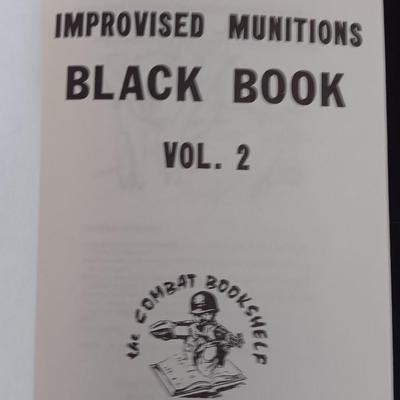 IMPROVISED MUNITIONS
BLACK BOOK
VOL. 2
the COMBAT BOOKSHELF